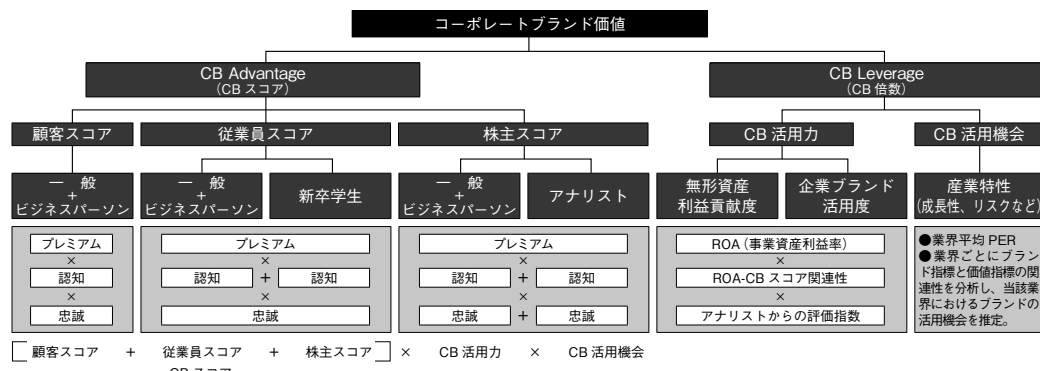 コーポレートブランド価値
CB Advantage
（CB スコア）
CB Leverage
（CB 倍数）
顧客スコア
従業員スコア
株主スコア
CB 活用力
CB 活用機会
一 般
+
ビジネスパーソン
一 般
+
ビジネスパーソン
新卒学生
一 般
+
ビジネスパーソン
アナリスト
無形資産
利益貢献度
企業ブランド
活用度
産業特性
(成長性、リスクなど)
プレミアム
×
認知
×
忠誠
プレミアム
×
認知 + 認知
×
忠誠
プレミアム
×
認知 + 認知
×
忠誠 + 忠誠
ROA（事業資産利益率）
×
ROA-CB スコア関連性
×
アナリストからの評価指数
●業界平均 PER
●業界ごとにブラン
ド指標と価値指標の関
連性を分析し、当該業
界におけるブランドの
活用機会を推定。
顧客スコア + 従業員スコア + 株主スコア × CB 活用力 × CB 活用機会
CB スコア